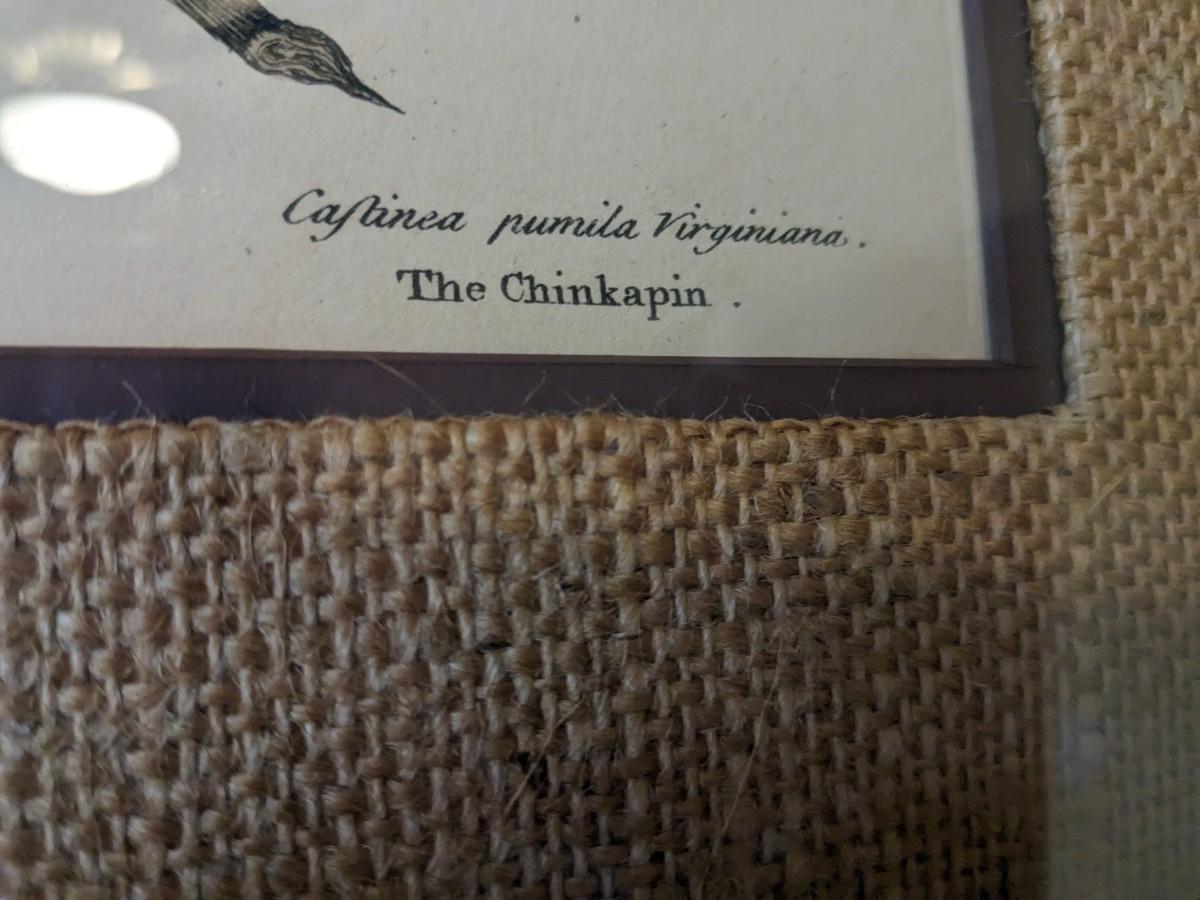 Caſtinea pumila Virginiana.
The Chinkapin.